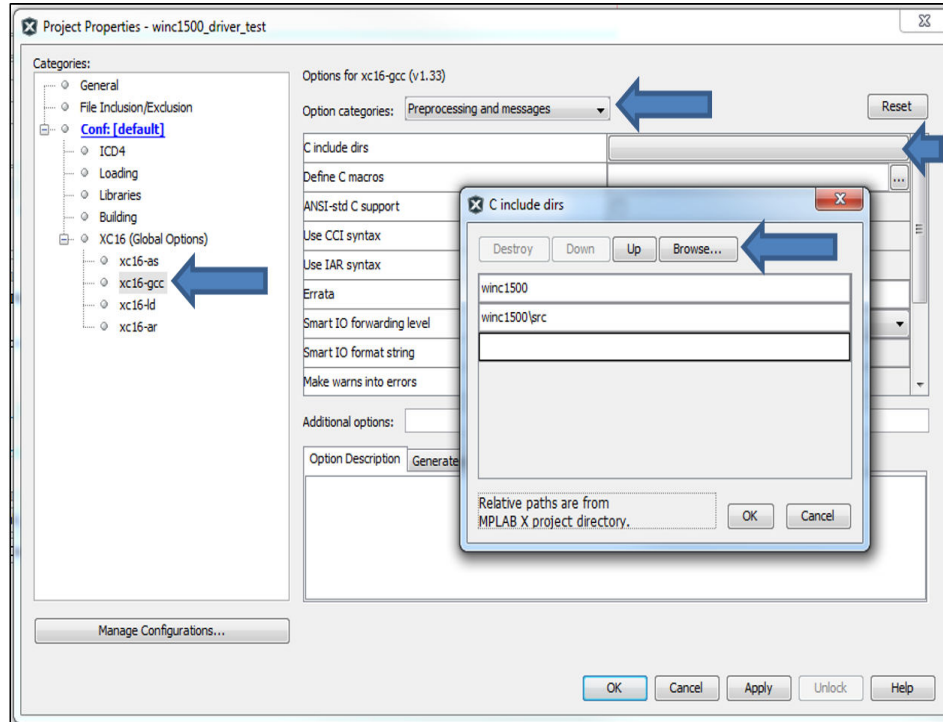 Project Properties - winc1500_driver_test
Categories:
General
File Inclusion/Exclusion
Conf: [default]
ICD4
Loading
Libraries
Building
XC16 (Global Options)
xc16-as
xc16-gcc
xc16-ld
xc16-ar
Manage Configurations...
Options for xc16-gcc (v1.33)
Option categories: Preprocessing and messages
Reset
C include dirs
Define C macros
...
ANSI-std C support
Use CCI syntax
Use IAR syntax
Errata
Smart IO forwarding level
Smart IO format string
Make warns into errors
Additional options:
Option Description
Generate
C include dirs
Destroy Down Up Browse...
winc1500
winc1500\src
Relative paths are from
MPLAB X project directory.
OK Cancel
OK Cancel Apply Unlock Help